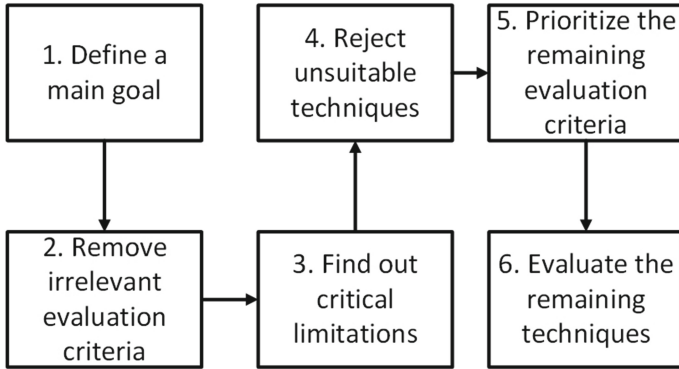 1. Define a
main goal
2. Remove
irrelevant
evaluation
criteria
3. Find out
critical
limitations
4. Reject
unsuitable
techniques
5. Prioritize the
remaining
evaluation
criteria
6. Evaluate the
remaining
techniques